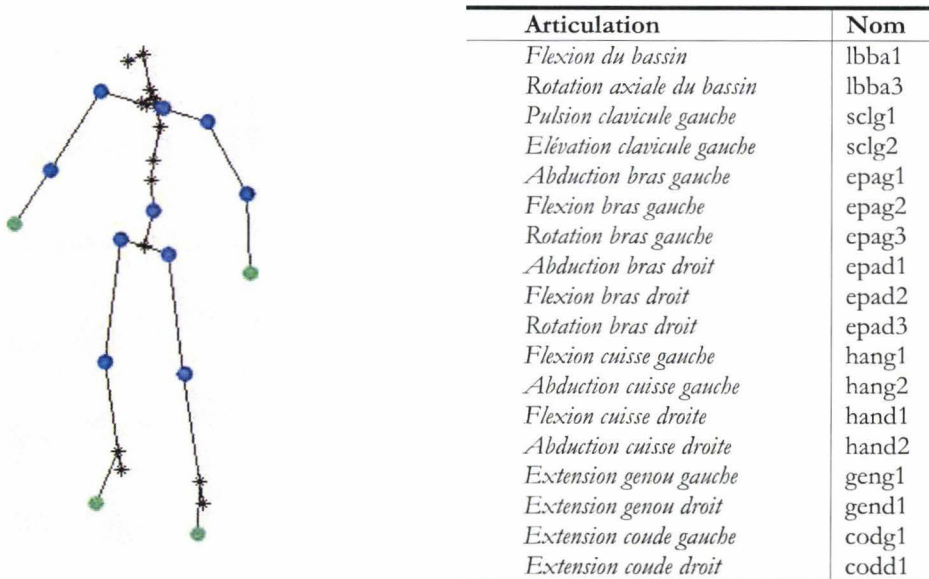 Articulation Nom
Flexion du bassin lbba1
Rotation axiale du bassin lbba3
Pulsion clavicule gauche sclg1
Elévation clavicule gauche sclg2
Abduction bras gauche epag1
Flexion bras gauche epag2
Rotation bras gauche epag3
Abduction bras droit epad1
Flexion bras droit epad2
Rotation bras droit epad3
Flexion cuisse gauche hang1
Abduction cuisse gauche hang2
Flexion cuisse droite hand1
Abduction cuisse droite hand2
Extension genou gauche geng1
Extension genou droit gend1
Extension coude gauche codg1
Extension coude droit codd1